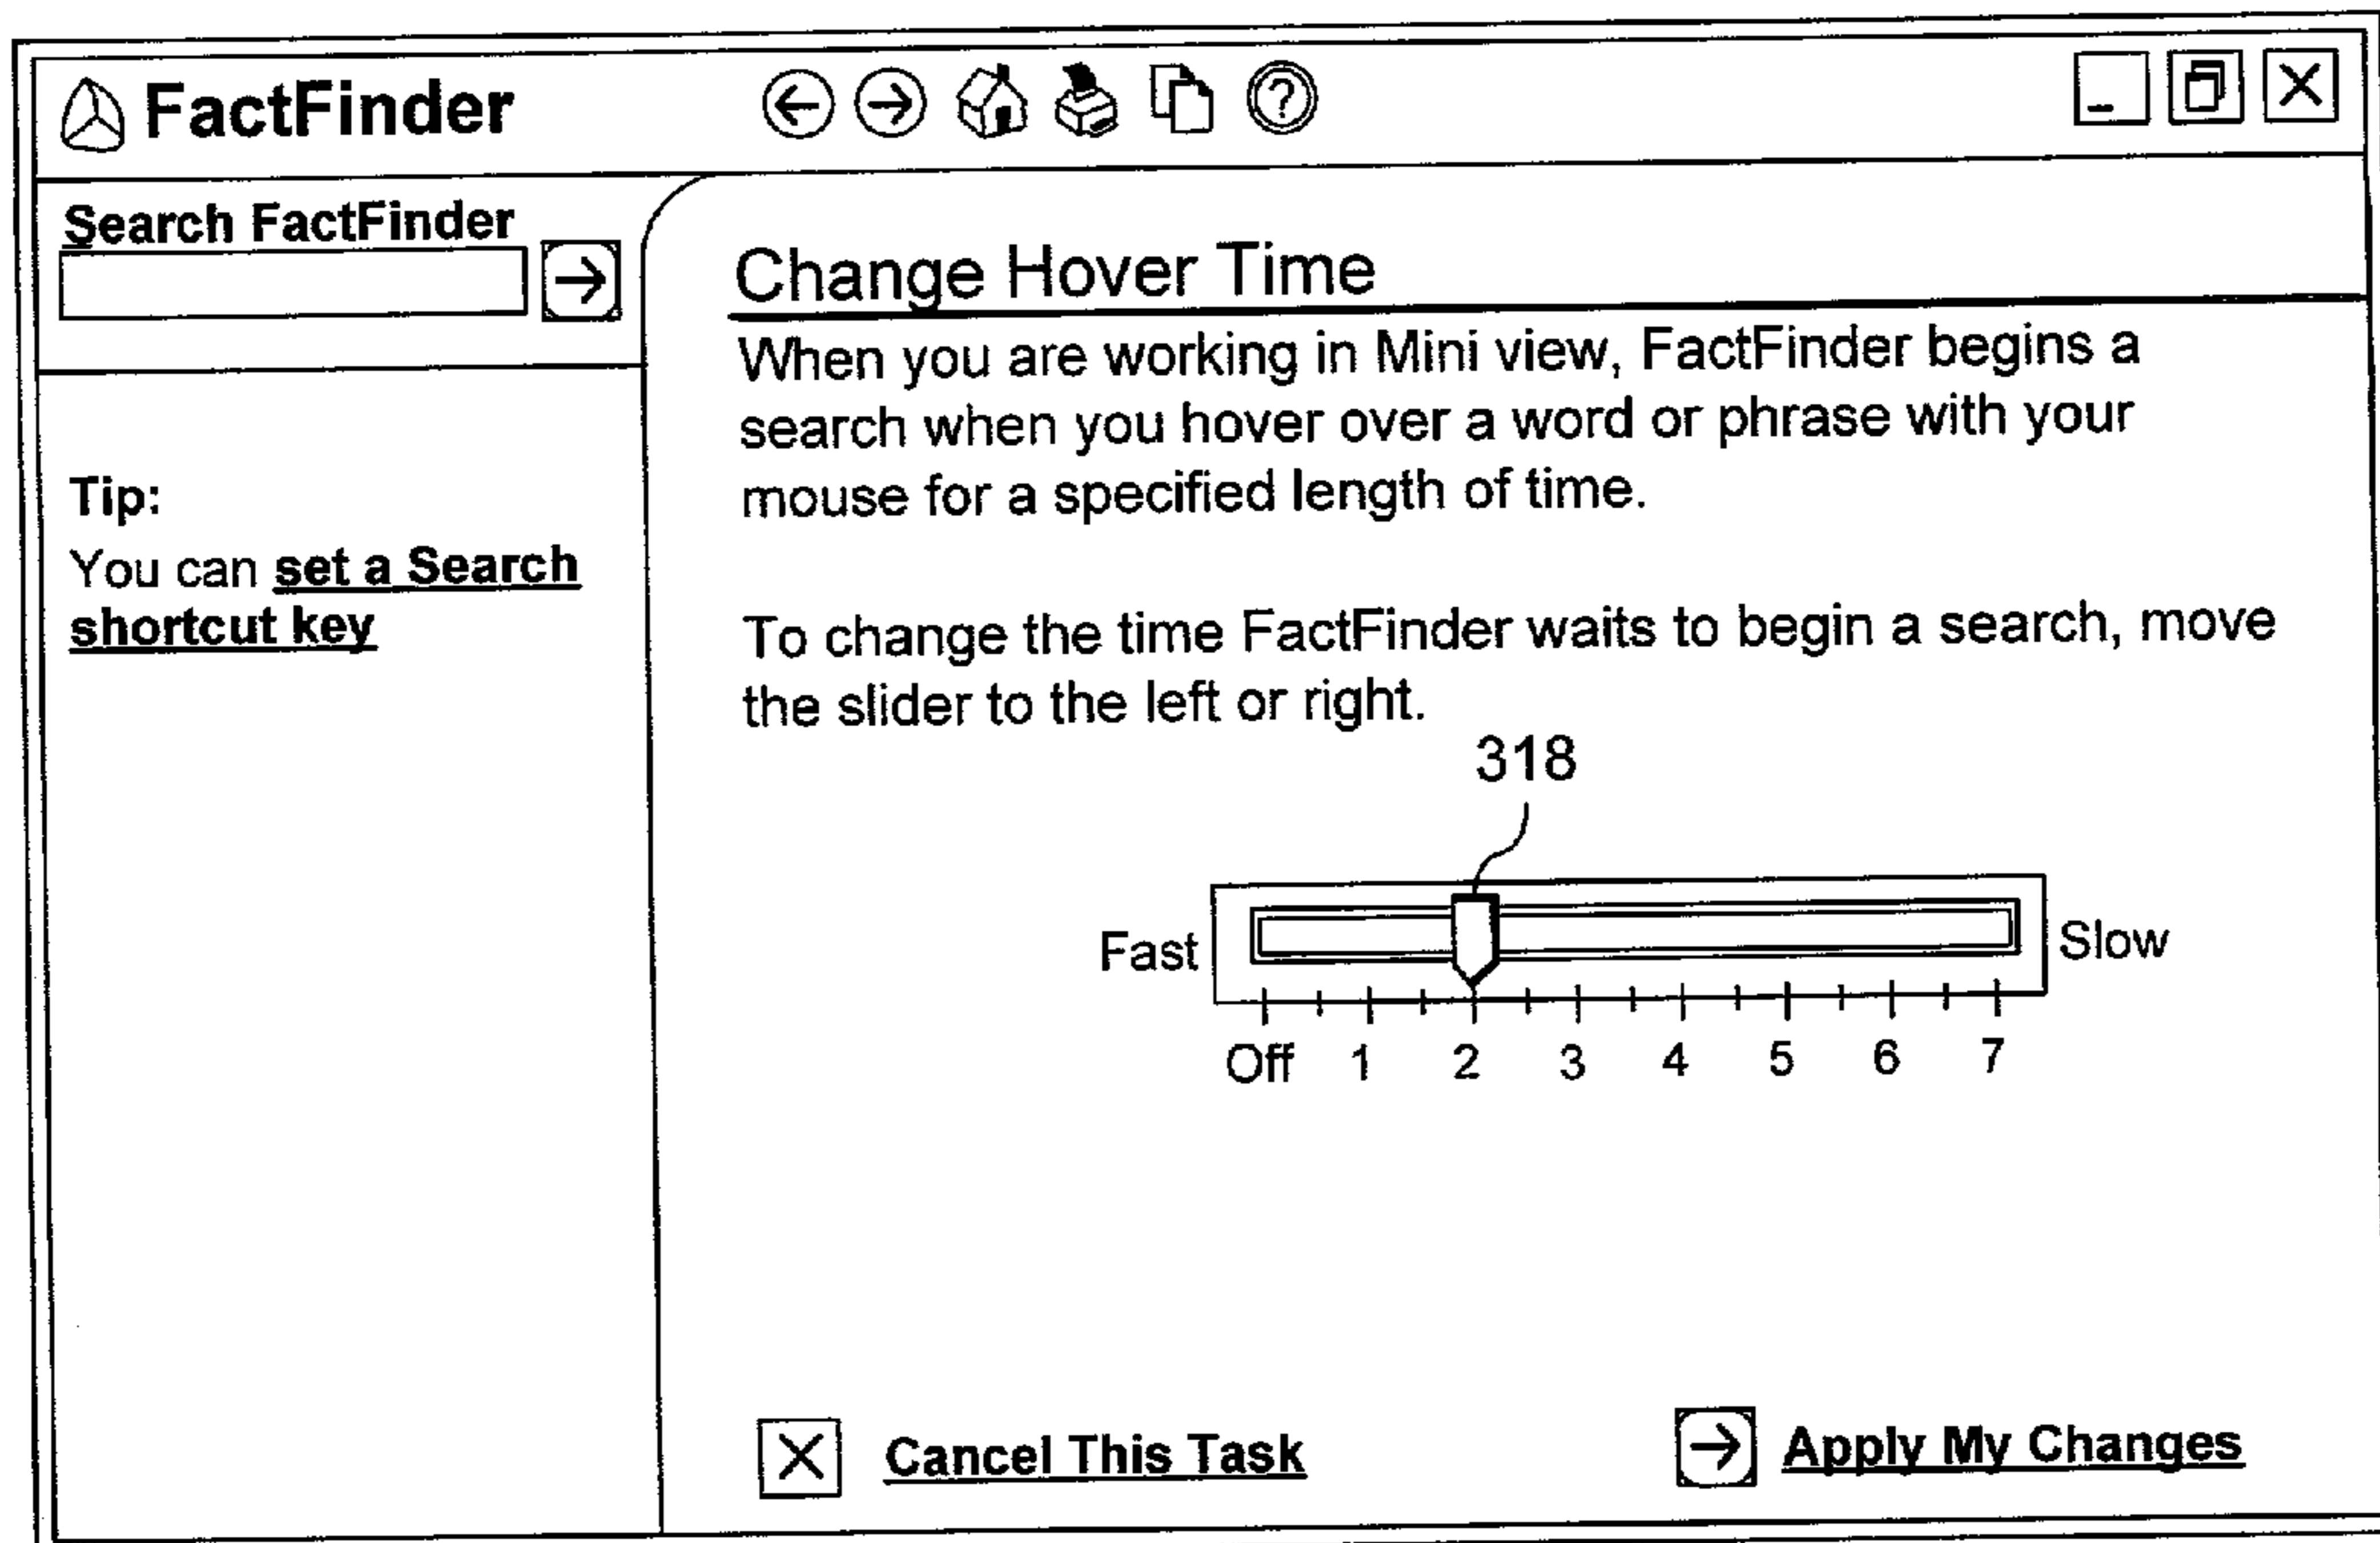 FactFinder
Search FactFinder
Tip:
You can set a Search
shortcut key
Change Hover Time
When you are working in Mini view, FactFinder begins a
search when you hover over a word or phrase with your
mouse for a specified length of time.
To change the time FactFinder waits to begin a search, move
the slider to the left or right.
318
Fast
Slow
Off 1 2 3 4 5 6 7
Cancel This Task
Apply My Changes